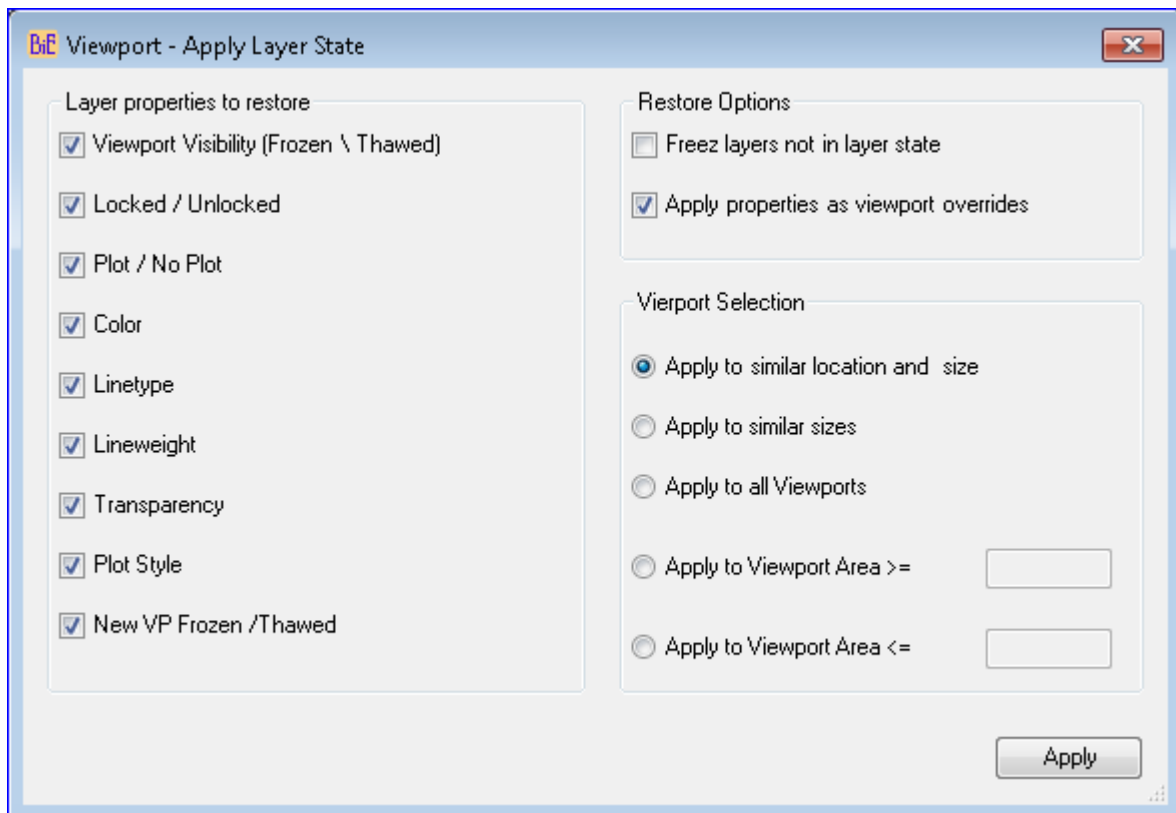 BiE Viewport - Apply Layer State
Layer properties to restore
Viewport Visibility (Frozen \ Thawed)
Locked / Unlocked
Plot / No Plot
Color
Linetype
Lineweight
Transparency
Plot Style
New VP Frozen /Thawed
Restore Options
Freez layers not in layer state
Apply properties as viewport overrides
Vierport Selection
Apply to similar location and  size
Apply to similar sizes
Apply to all Viewports
Apply to Viewport Area >=
Apply to Viewport Area <=
Apply